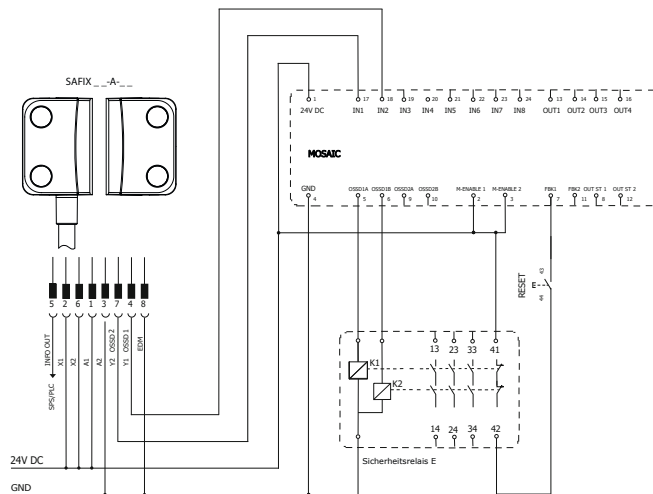 SAFIX _ _-A-_ _
1 17 18 19 20 21 22 23 24 13 14 15 16
24V DC IN1 IN2 IN3 IN4 IN5 IN6 IN7 IN8 OUT1 OUT2 OUT3 OUT4
MOSAIC
GND OSSD1A OSSD1B OSSD2A OSSD2B M-ENABLE 1 M-ENABLE 2 FBK1 FBK2 OUT ST 1 OUT ST 2
4 5 6 9 10 2 3 7 11 8 12
RESET
43
E
44
5 2 6 1 3 7 4 8
INFO OUT
SPS/PLC
X1
X2
A1
A2
Y2 OSSD 2
Y1 OSSD 1
EDM
13 23 33 41
K1
K2
14 24 34 42
Sicherheitsrelais E
24V DC
GND